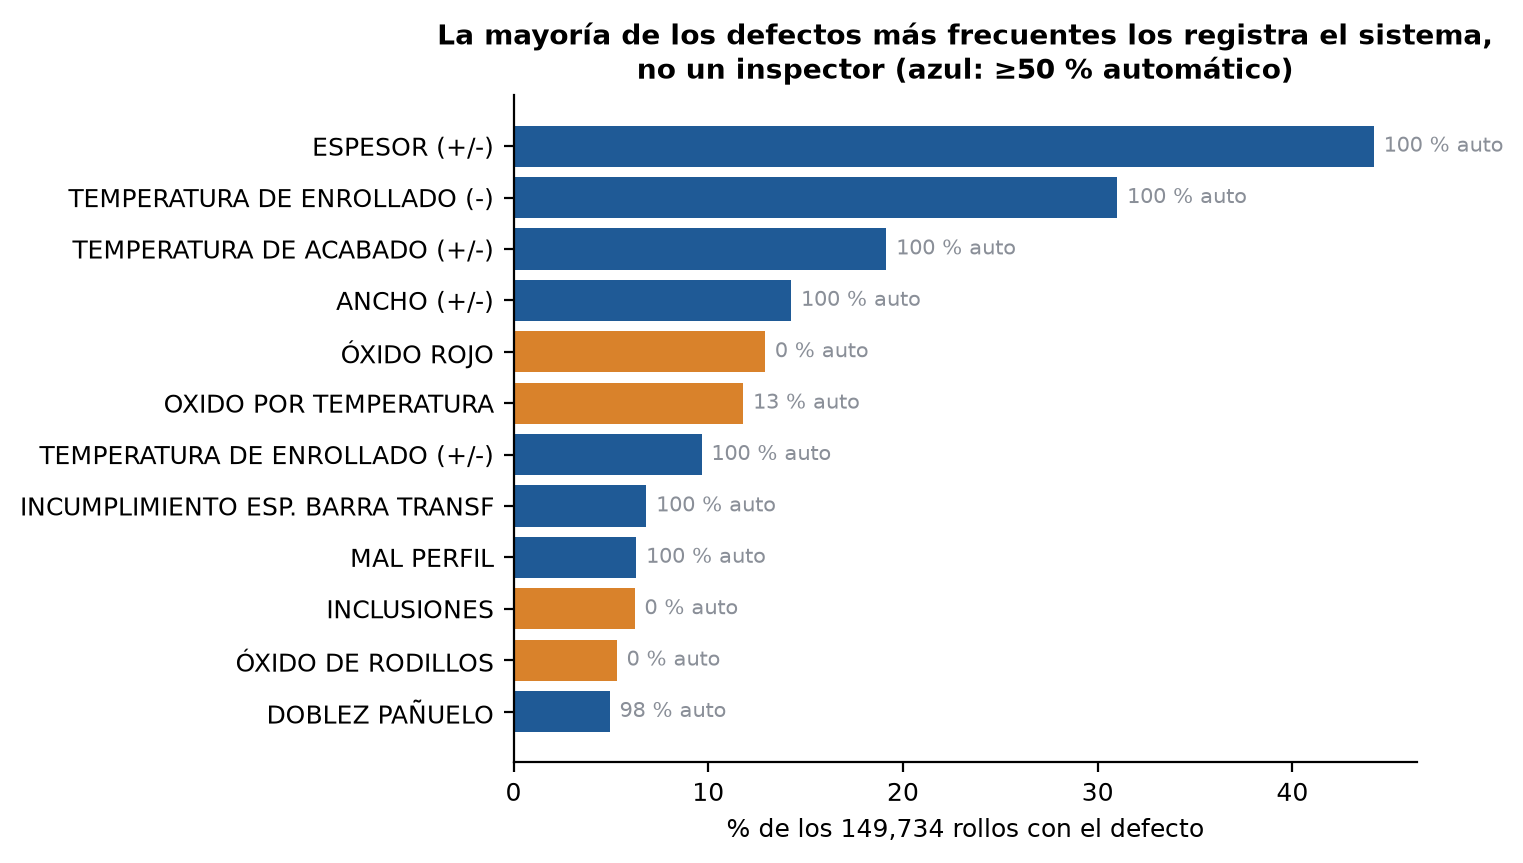 La mayoría de los defectos más frecuentes los registra el sistema,
no un inspector (azul: ≥50 % automático)
ESPESOR (+/-)
100 % auto
TEMPERATURA DE ENROLLADO (-)
100 % auto
TEMPERATURA DE ACABADO (+/-)
100 % auto
ANCHO (+/-)
100 % auto
ÓXIDO ROJO
0 % auto
OXIDO POR TEMPERATURA
13 % auto
TEMPERATURA DE ENROLLADO (+/-)
100 % auto
INCUMPLIMIENTO ESP. BARRA TRANSF
100 % auto
MAL PERFIL
100 % auto
INCLUSIONES
0 % auto
ÓXIDO DE RODILLOS
0 % auto
DOBLEZ PAÑUELO
98 % auto
0 10 20 30 40
% de los 149,734 rollos con el defecto